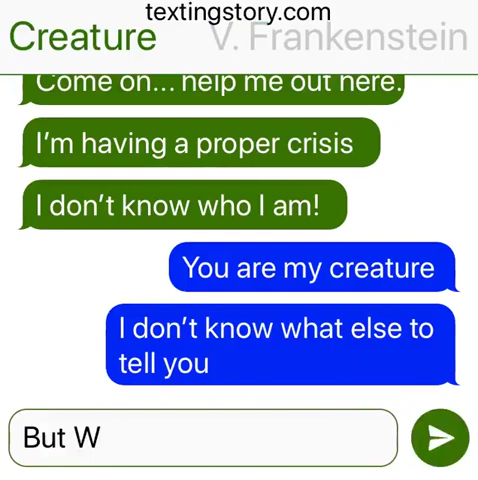 textingstory.com
Creature V. Frankenstein
Come on... help me out here.
I’m having a proper crisis
I don’t know who I am!
You are my creature
I don’t know what else to
tell you
But W